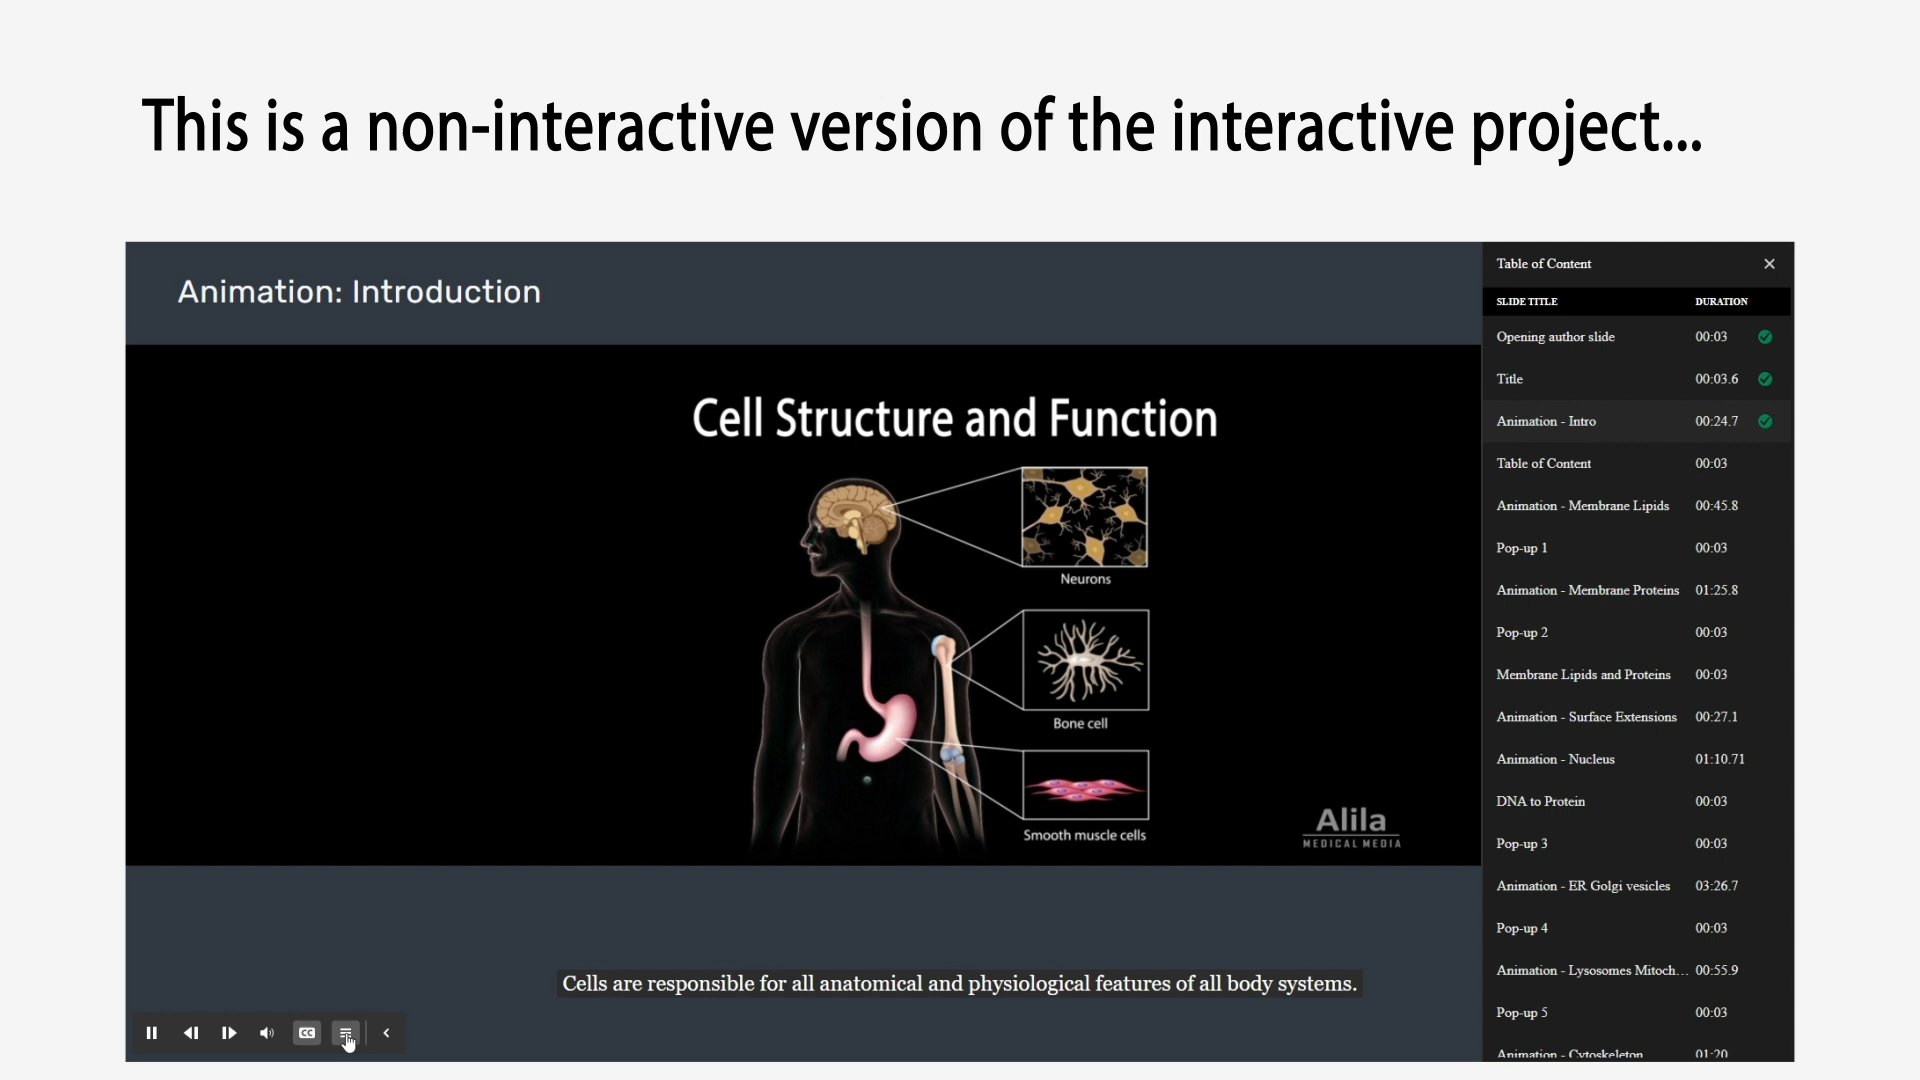 This is a non-interactive version of the interactive project...
Animation: Introduction
Cell Structure and Function
Neurons
Bone cell
Smooth muscle cells
Alila
MEDICAL MEDIA
Cells are responsible for all anatomical and physiological features of all body systems.
CC
Table of Content
SLIDE TITLE DURATION
Opening author slide 00:03
Title 00:03.6
Animation - Intro 00:24.7
Table of Content 00:03
Animation - Membrane Lipids 00:45.8
Pop-up 1 00:03
Animation - Membrane Proteins 01:25.8
Pop-up 2 00:03
Membrane Lipids and Proteins 00:03
Animation - Surface Extensions 00:27.1
Animation - Nucleus 01:10.71
DNA to Protein 00:03
Pop-up 3 00:03
Animation - ER Golgi vesicles 03:26.7
Pop-up 4 00:03
Animation - Lysosomes Mitoch... 00:55.9
Pop-up 5 00:03
Animation - Cytoskeleton 01:20